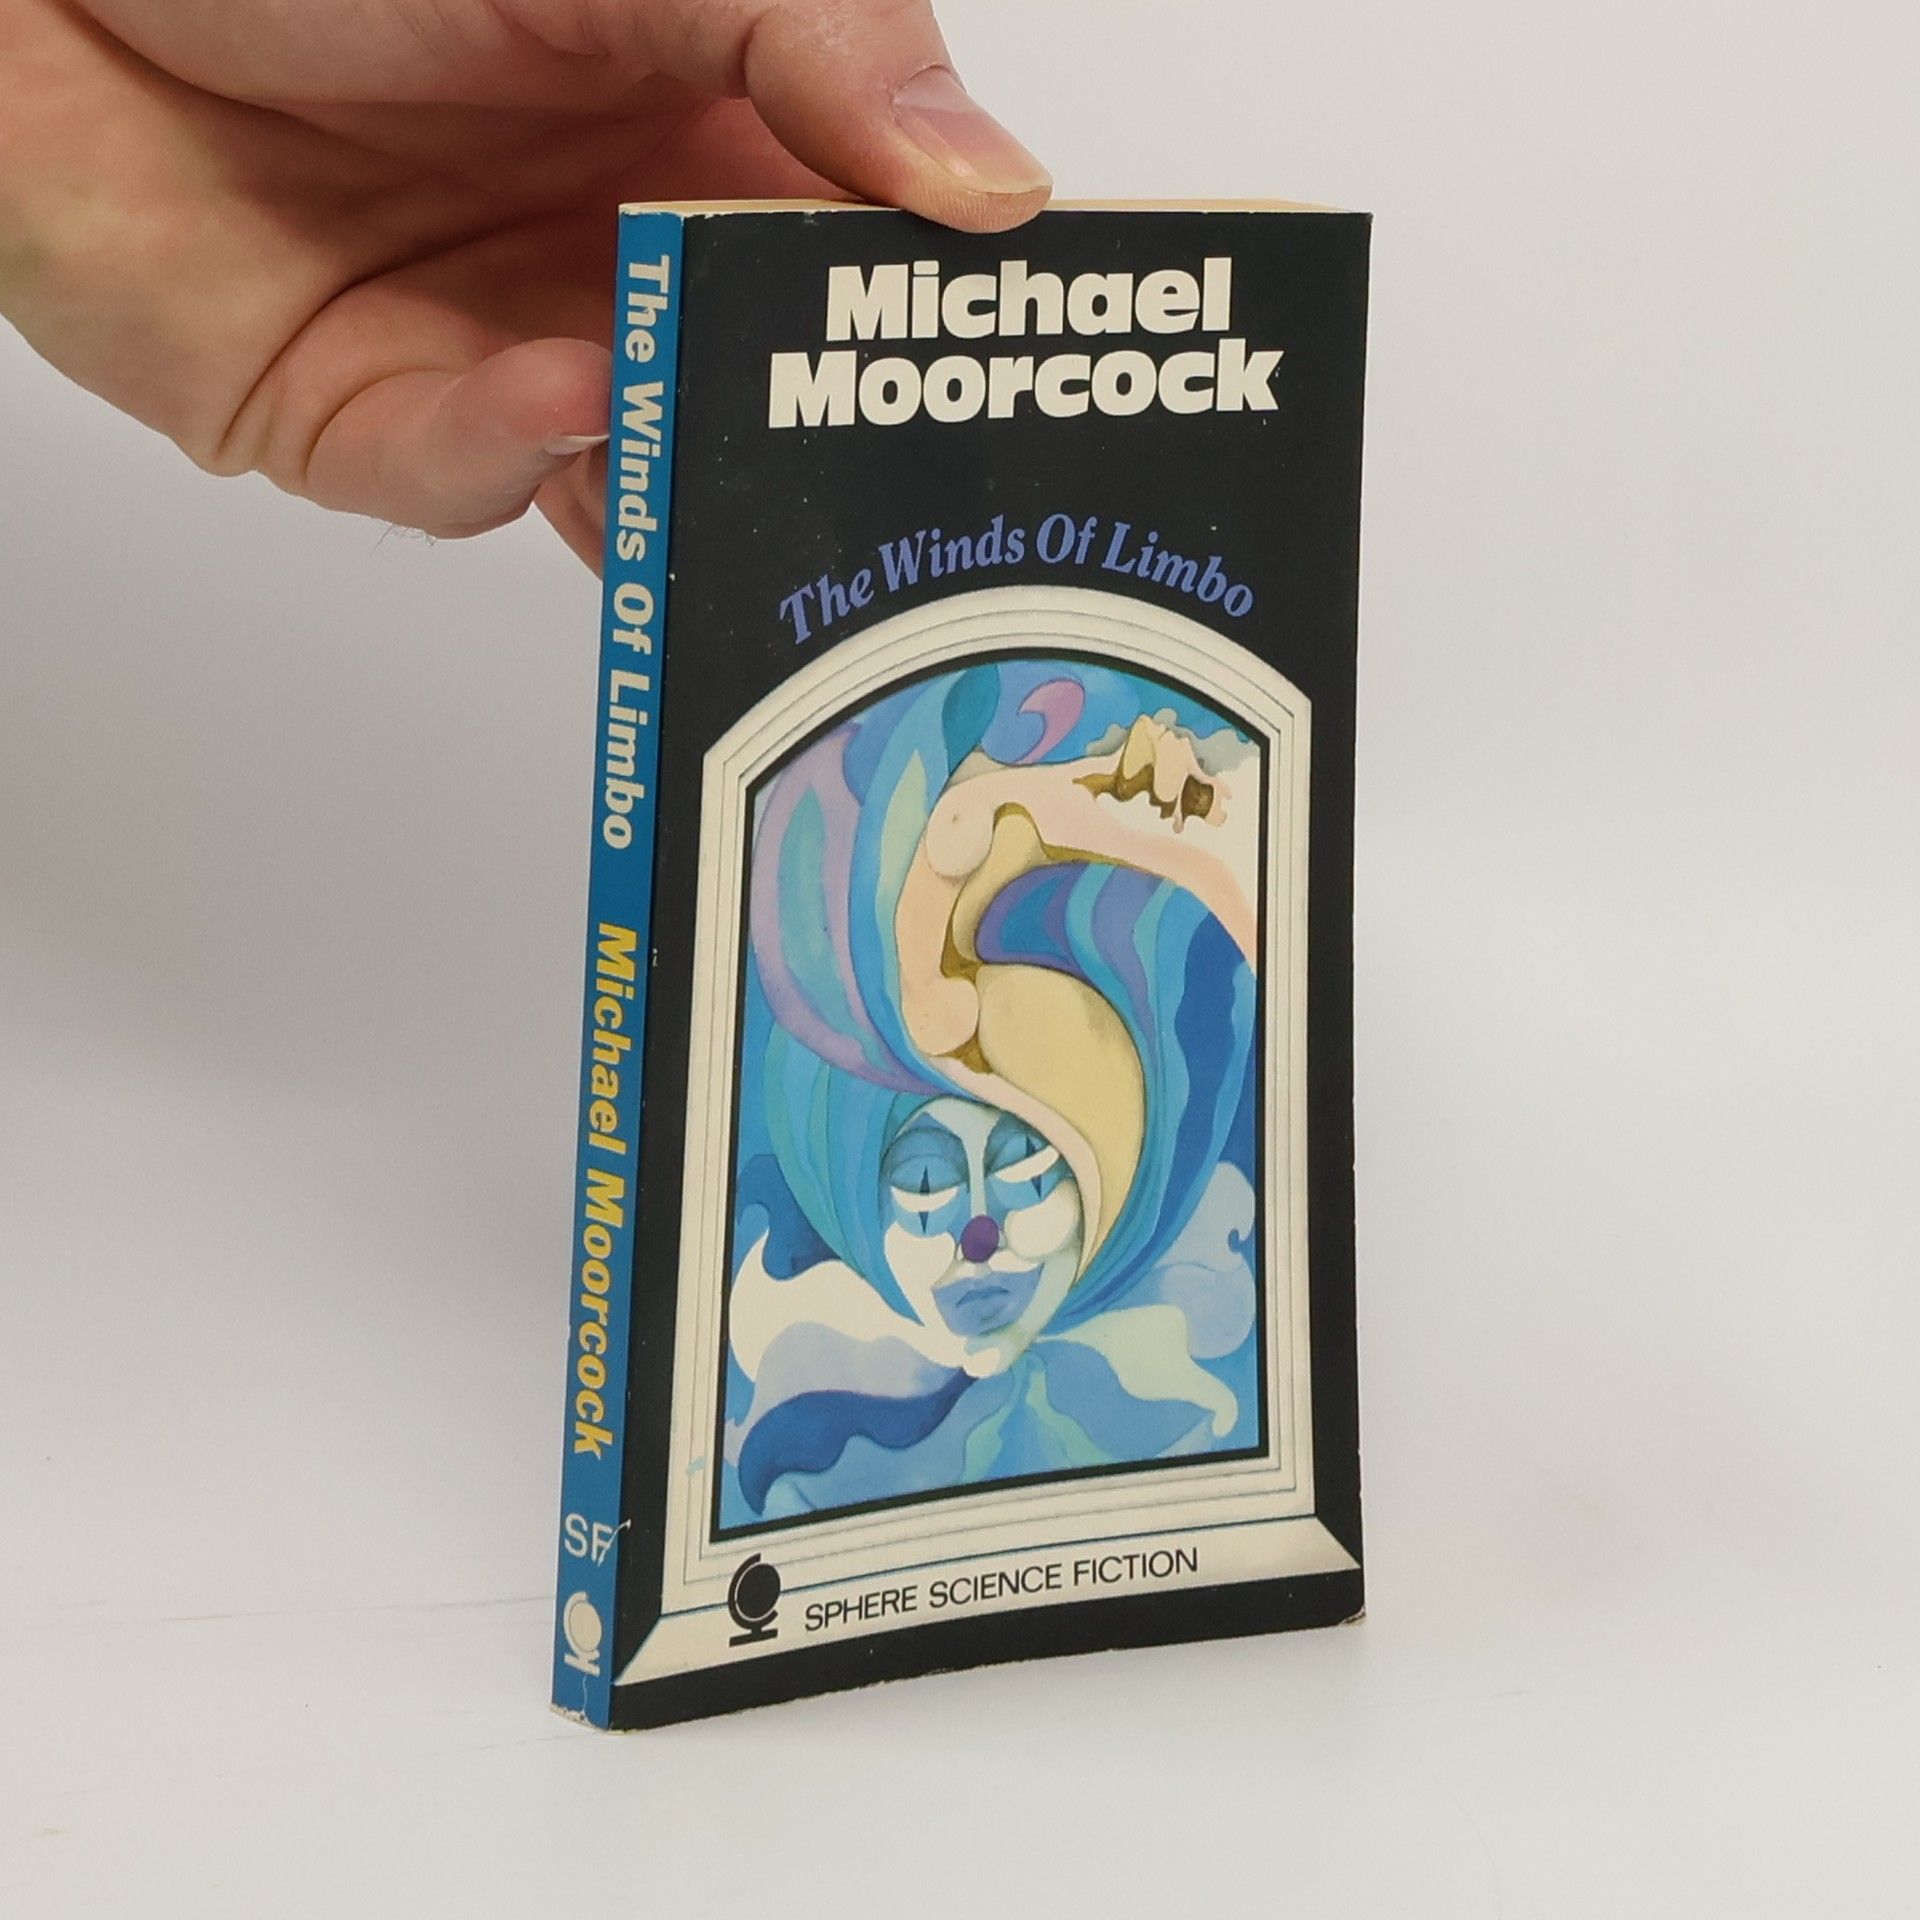 Michael
Moorcock
The Winds Of Limbo
SPHERE SCIENCE FICTION
The Winds Of Limbo Michael Moorcock SF